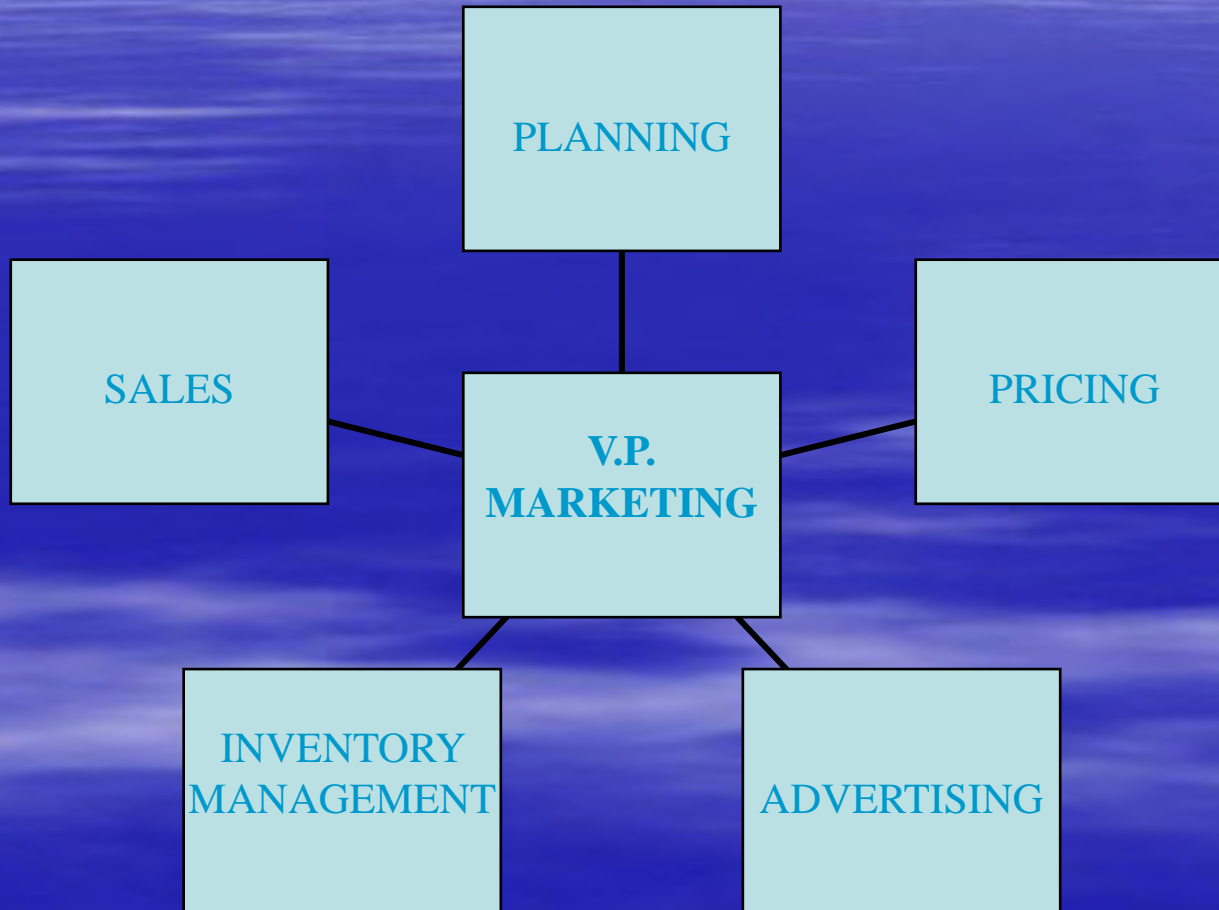 PLANNING
SALES
PRICING
V.P.
MARKETING
INVENTORY
MANAGEMENT
ADVERTISING